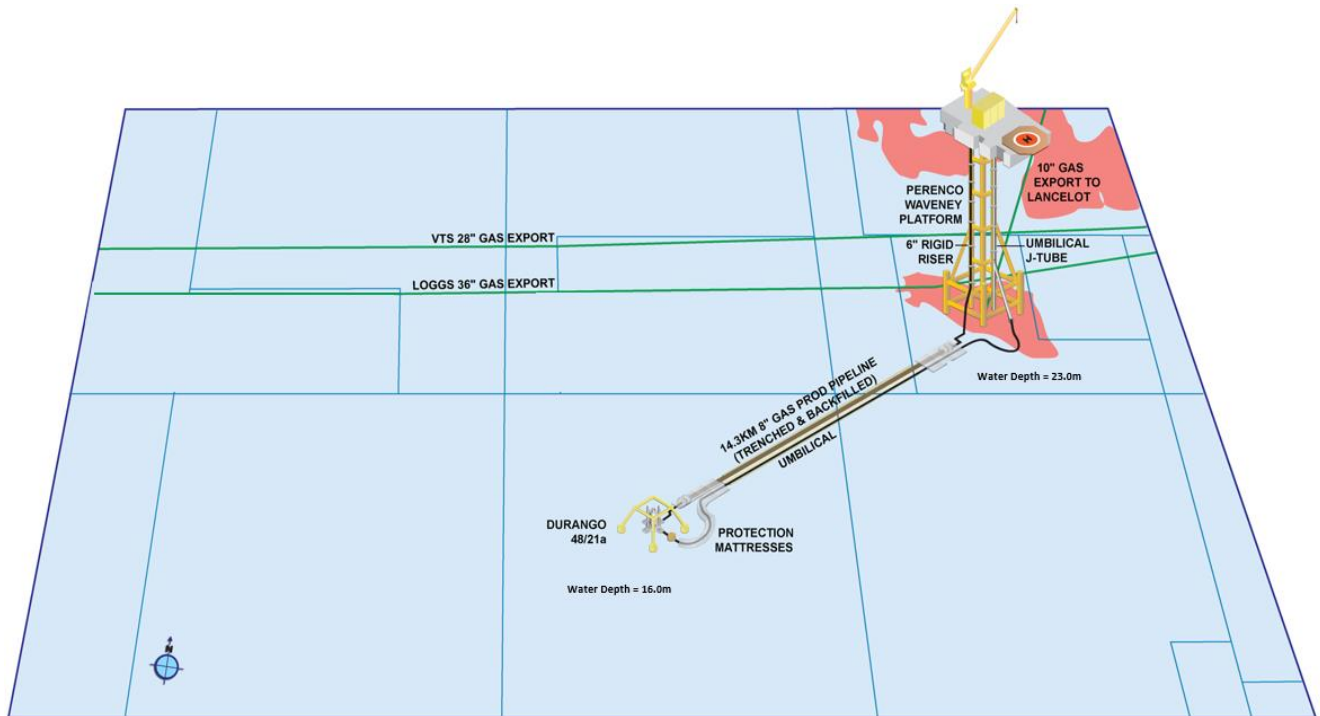 10" GAS
EXPORT TO
LANCELOT
PERENCO
WAVENEY
PLATFORM
VTS 28" GAS EXPORT
6" RIGID
RISER
UMBILICAL
J-TUBE
LOGGS 36" GAS EXPORT
Water Depth = 23.0m
14.3KM 8" GAS PROD PIPELINE
(TRENCHED & BACKFILLED)
UMBILICAL
DURANGO
48/21a
PROTECTION
MATTRESSES
Water Depth = 16.0m
N
H